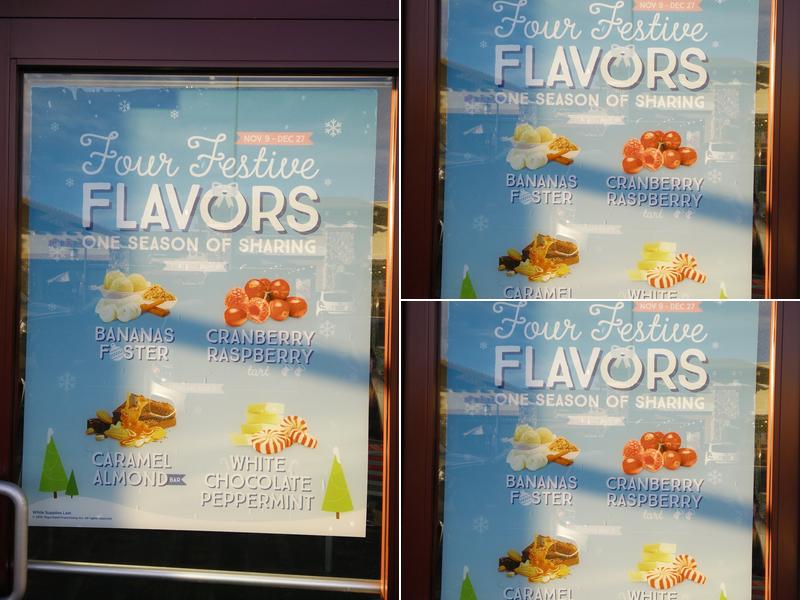 NOV 9 - DEC 27
Four Festive
FLAVORS
ONE SEASON OF SHARING
BANANAS
FOSTER
CRANBERRY
RASPBERRY
tart
CARAMEL
ALMOND BAR
WHITE
CHOCOLATE
PEPPERMINT
While Supplies Last.
NOV 9 - DEC 27
Four Festive
FLAVORS
ONE SEASON OF SHARING
BANANAS
FOSTER
CRANBERRY
RASPBERRY
tart
CARAMEL
WHITE
NOV 9 - DEC 27
Four Festive
FLAVORS
ONE SEASON OF SHARING
BANANAS
FOSTER
CRANBERRY
RASPBERRY
tart
CARAMEL
WHITE